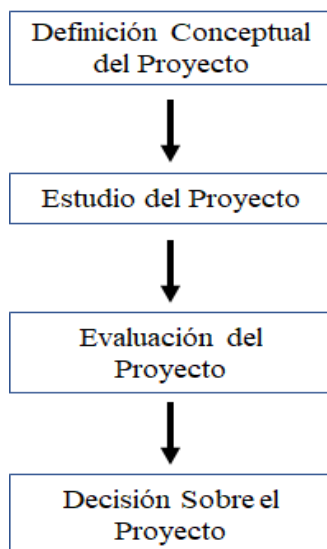 Definición Conceptual
del Proyecto
Estudio del Proyecto
Evaluación del
Proyecto
Decisión Sobre el
Proyecto